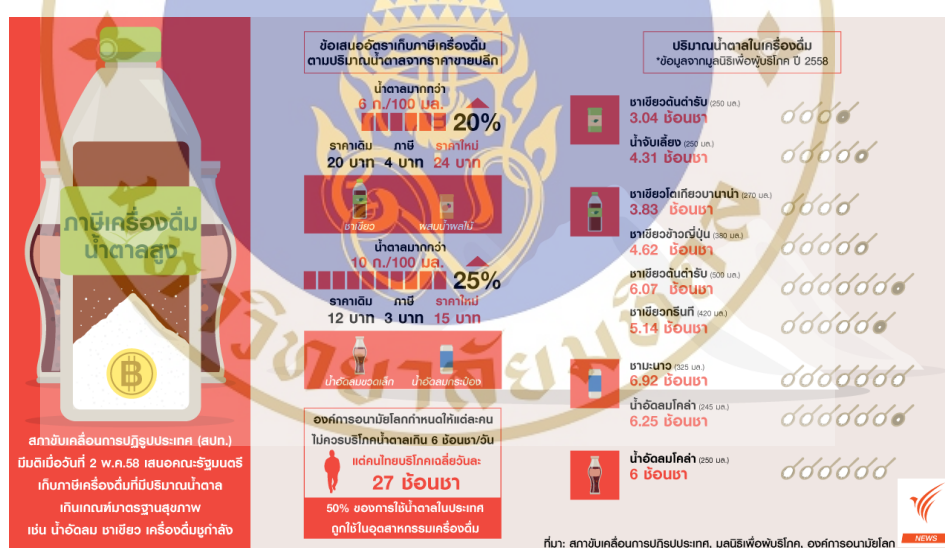 ภาษีเครื่องดื่ม
น้ำตาลสูง
สภาขับเคลื่อนการปฏิรูปประเทศ (สปท.)
มีมติเมื่อวันที่ 2 พ.ค.58 เสนอคณะรัฐมนตรี
เก็บภาษีเครื่องดื่มที่มีปริมาณน้ำตาล
เกินเกณฑ์มาตรฐานสุขภาพ
เช่น น้ำอัดลม ชาเขียว เครื่องดื่มชูกำลัง
ข้อเสนออัตราเก็บภาษีเครื่องดื่ม
ตามปริมาณน้ำตาลจากราคาขายปลีก
น้ำตาลมากกว่า
6 ก./100 มล.
20%
ราคาเดิม ภาษี ราคาใหม่
20 บาท 4 บาท 24 บาท
ชาเขียว ผสมน้ำผลไม้
น้ำตาลมากกว่า
10 ก./100 มล.
25%
ราคาเดิม ภาษี ราคาใหม่
12 บาท 3 บาท 15 บาท
น้ำอัดลมขวดเล็ก น้ำอัดลมกระป๋อง
องค์การอนามัยโลกกำหนดให้แต่ละคน
ไม่ควรบริโภคน้ำตาลเกิน 6 ช้อนชา/วัน
แต่คนไทยบริโภคเฉลี่ยวันละ
27 ช้อนชา
50% ของการใช้น้ำตาลในประเทศ
ถูกใช้ในอุตสาหกรรมเครื่องดื่ม
ปริมาณน้ำตาลในเครื่องดื่ม
*ข้อมูลจากมูลนิธิเพื่อผู้บริโภค ปี 2558
ชาเขียวต้นตำรับ (250 มล.)
3.04 ช้อนชา
น้ำจับเลี้ยง (250 มล.)
4.31 ช้อนชา
ชาเขียวโตเกียวบานาน่า (270 มล.)
3.83 ช้อนชา
ชาเขียวข้าวญี่ปุ่น (380 มล.)
4.62 ช้อนชา
ชาเขียวต้นตำรับ (500 มล.)
6.07 ช้อนชา
ชาเขียวกรีนที (420 มล.)
5.14 ช้อนชา
ชามะนาว (325 มล.)
6.92 ช้อนชา
น้ำอัดลมโคล่า (245 มล.)
6.25 ช้อนชา
น้ำอัดลมโคล่า (250 มล.)
6 ช้อนชา
ที่มา: สภาขับเคลื่อนการปฏิรูปประเทศ, มูลนิธิเพื่อผู้บริโภค, องค์การอนามัยโลก
NEWS